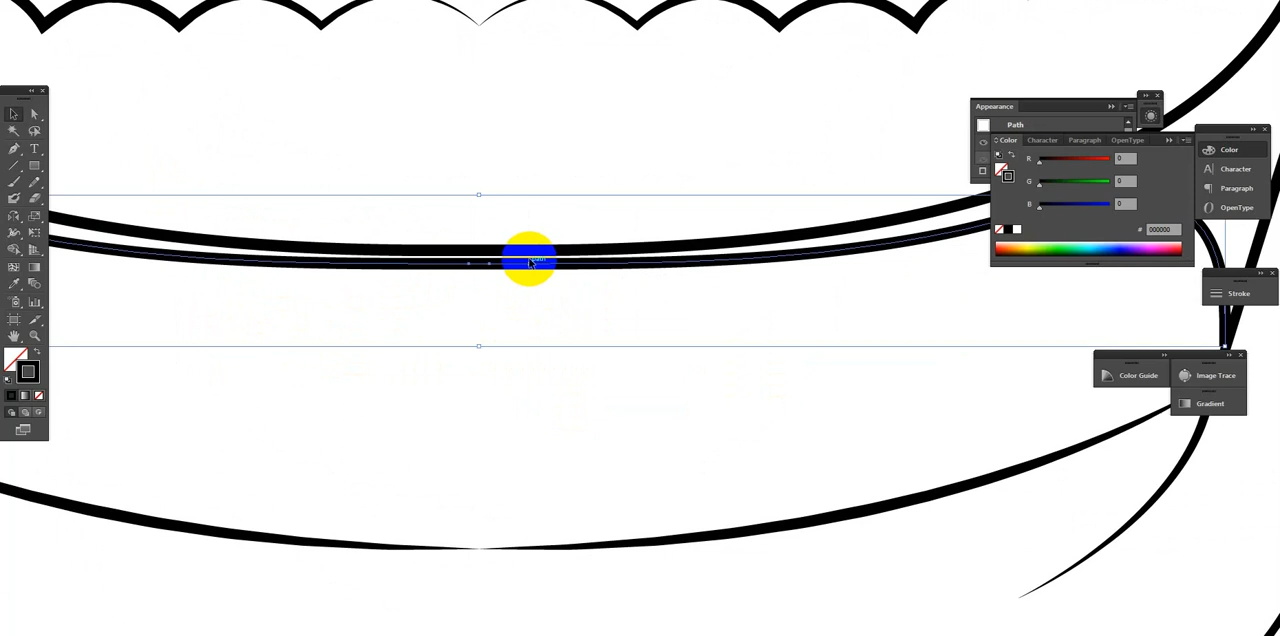 Appearance
Path
Color Character Paragraph OpenType
R 0
G 0
B 0
# 000000
Color
Character
Paragraph
OpenType
Stroke
Color Guide
Image Trace
Gradient
path